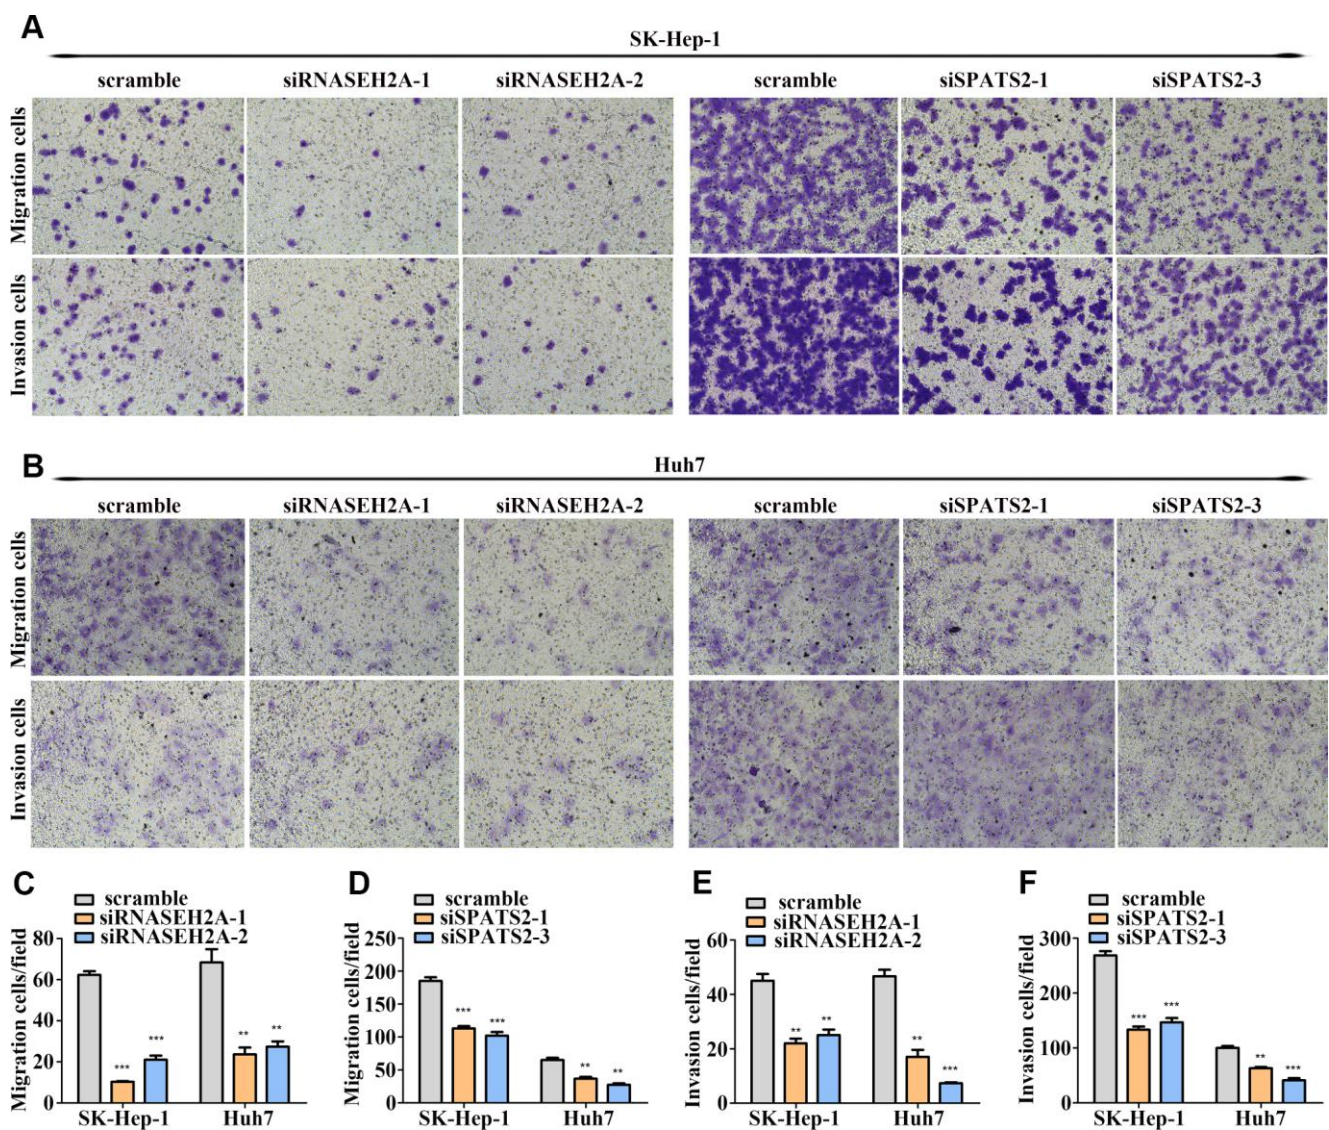 A
SK-Hep-1
scramble siRNASEH2A-1 siRNASEH2A-2 scramble siSPATS2-1 siSPATS2-3
Migration cells
Invasion cells
B
Huh7
scramble siRNASEH2A-1 siRNASEH2A-2 scramble siSPATS2-1 siSPATS2-3
Migration cells
Invasion cells
C
scramble
siRNASEH2A-1
siRNASEH2A-2
Migration cells/field
80
60
40
20
0
*** *** ** **
SK-Hep-1 Huh7
D
scramble
siSPATS2-1
siSPATS2-3
Migration cells/field
250
200
150
100
50
0
*** *** ** **
SK-Hep-1 Huh7
E
scramble
siRNASEH2A-1
siRNASEH2A-2
Invasion cells/field
60
40
20
0
** ** ** ***
SK-Hep-1 Huh7
F
scramble
siSPATS2-1
siSPATS2-3
Invasion cells/field
300
200
100
0
*** *** ** ***
SK-Hep-1 Huh7